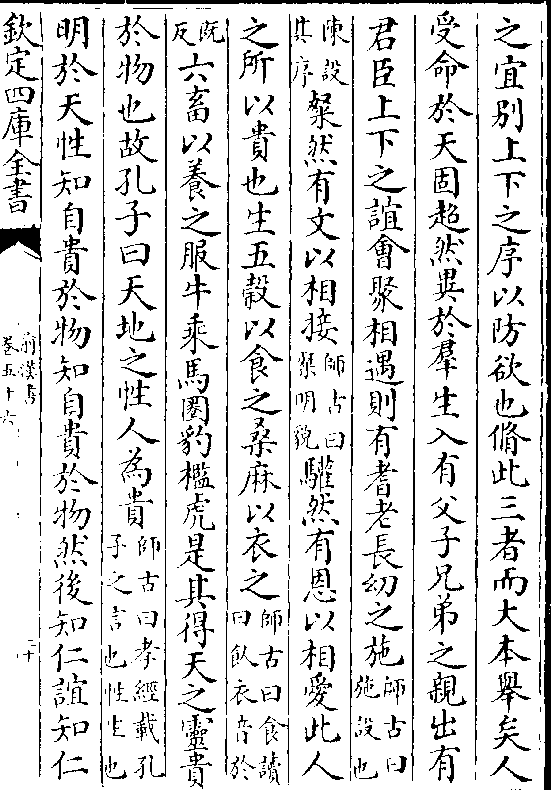 之宜别上下之序以防欲也脩此三者而大本舉矣人
受命於天固超然異於羣生入有父子兄弟之親出有
君臣上下之誼會聚相遇則有耆老長幼之施師古曰施設也
陳設其序粲然有文以相接師古曰粲明貌驩然有恩以相愛此人
之所以貴也生五穀以食之桑麻以衣之師古曰食讀曰飤衣音於
既反六畜以養之服牛乘馬圈豹檻虎是其得天之靈貴
於物也故孔子曰天地之性人為貴師古曰孝經載孔子之言也性生也
明於天性知自貴於物知自貴於物然後知仁誼知仁
欽定四庫全書
前漢書
卷五十六
二十